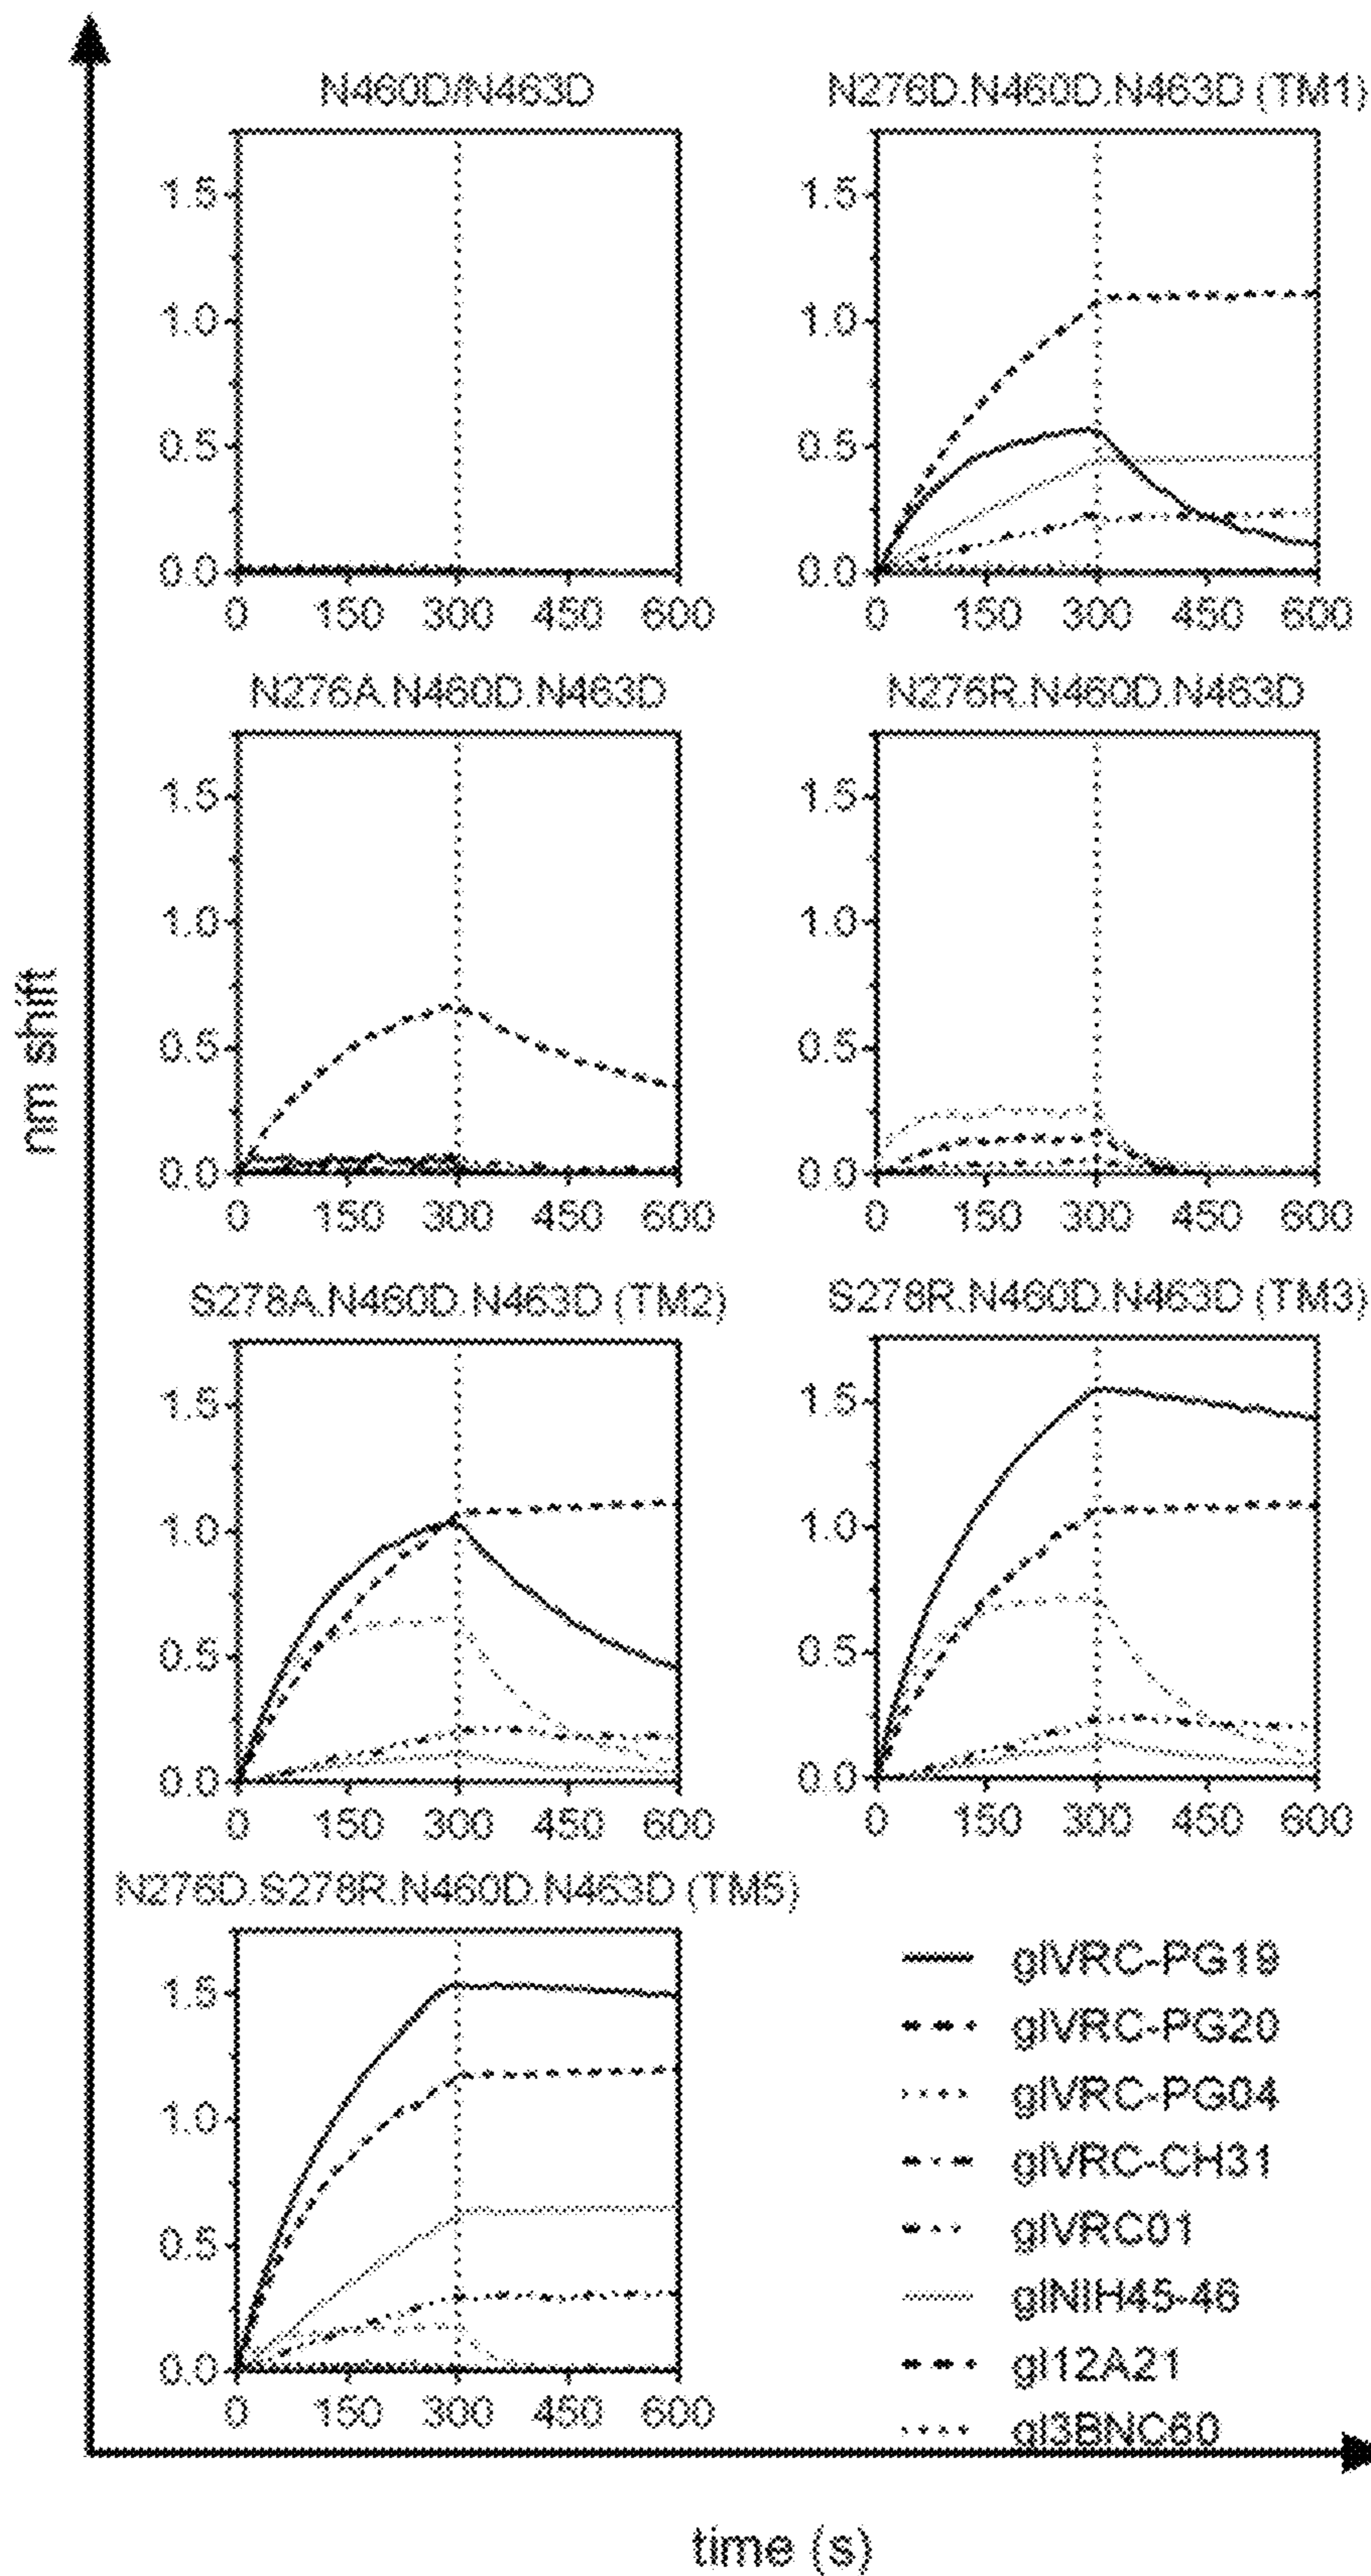 N460D/N463D
N276D.N460D.N463D (TM1)
1.5
1.0
0.5
0.0
0 150 300 450 600
1.5
1.0
0.5
0.0
0 150 300 450 600
N276A.N460D.N463D
N276R.N460D.N463D
1.5
1.0
0.5
0.0
0 150 300 450 600
1.5
1.0
0.5
0.0
0 150 300 450 600
nm shift
S278A.N460D.N463D (TM2)
S278R.N460D.N463D (TM3)
1.5
1.0
0.5
0.0
0 150 300 450 600
1.5
1.0
0.5
0.0
0 150 300 450 600
N276D.S278R.N460D.N463D (TM5)
1.5
1.0
0.5
0.0
0 150 300 450 600
glVRC-PG19
glVRC-PG20
glVRC-PG04
glVRC-CH31
glVRC01
glNIH45-46
gl12A21
gl3BNC60
time (s)